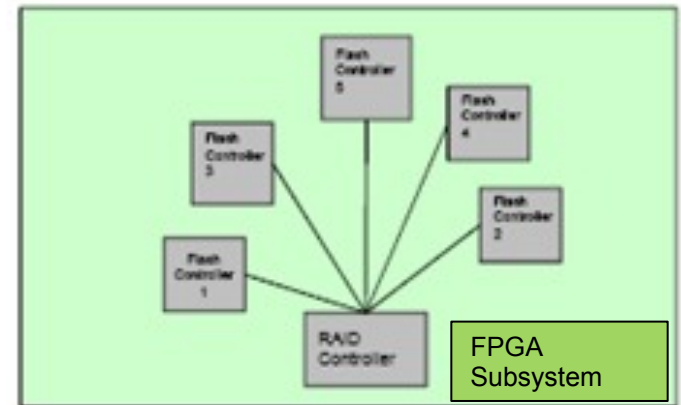 Flash
Controller
5
Flash
Controller
4
Flash
Controller
3
Flash
Controller
2
Flash
Controller
1
RAID
Controller
FPGA
Subsystem